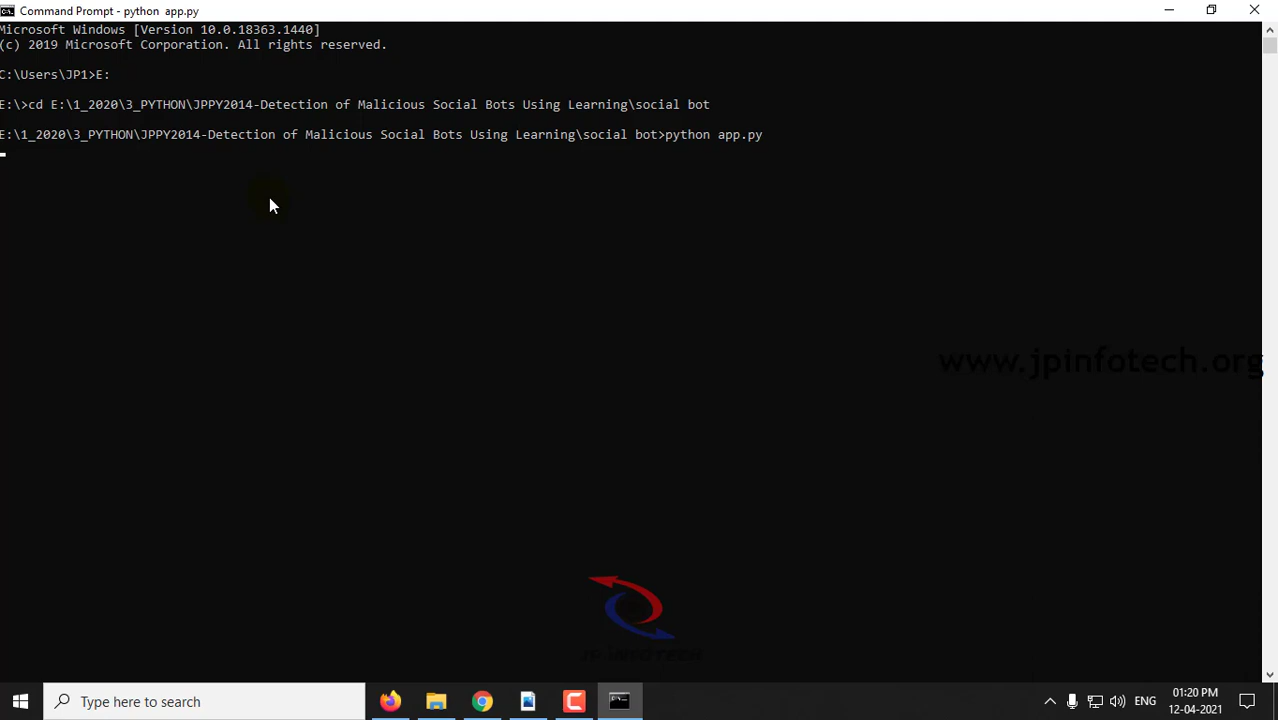 Command Prompt - python  app.py
Microsoft Windows [Version 10.0.18363.1440]
(c) 2019 Microsoft Corporation. All rights reserved.
C:\Users\JP1>E:
E:\>cd E:\1_2020\3_PYTHON\JPPY2014-Detection of Malicious Social Bots Using Learning\social bot
E:\1_2020\3_PYTHON\JPPY2014-Detection of Malicious Social Bots Using Learning\social bot>python app.py
www.jpinfotech.org
JP INFOTECH
Type here to search
ENG
01:20 PM
12-04-2021